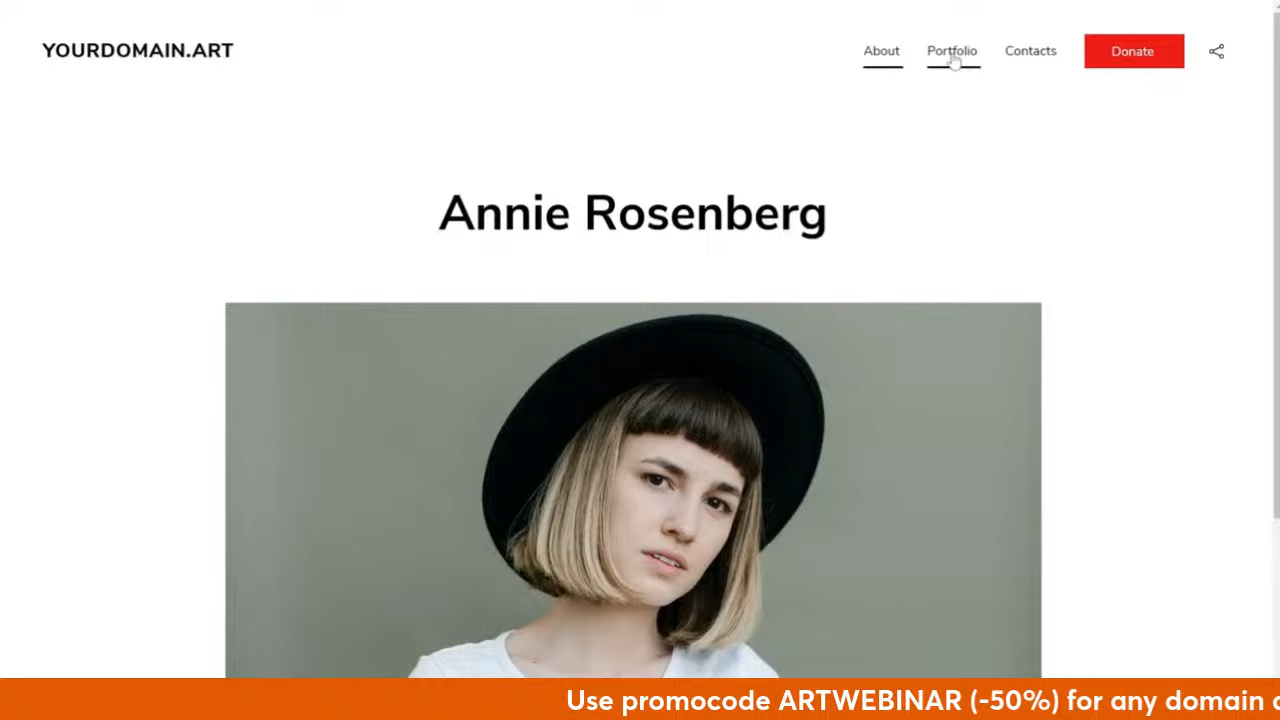 YOURDOMAIN.ART
About Portfolio Contacts Donate
Annie Rosenberg
Use promocode ARTWEBINAR (-50%) for any domain